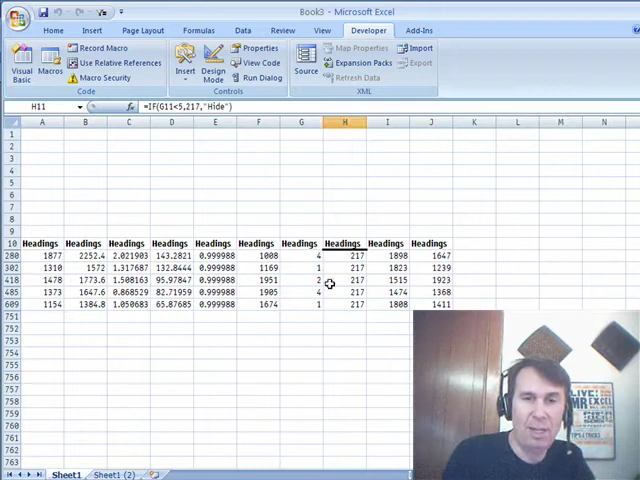 Book3 - Microsoft Excel
Home Insert Page Layout Formulas Data Review View Developer Add-Ins
Visual Basic
Macros
Record Macro
Use Relative References
Macro Security
Code
Insert
Design Mode
Properties
View Code
Run Dialog
Controls
Source
Map Properties
Expansion Packs
Refresh Data
Import
Export
XML
H11 fx =IF(G11<5,217,"Hide")
A B C D E F G H I J K L M N
1
2
3
4
5
6
7
8
9
10 Headings Headings Headings Headings Headings Headings Headings Headings Headings Headings
280 1877 2252.4 2.021903 143.2821 0.999988 1008 4 217 1898 1647
302 1310 1572 1.317687 132.8444 0.999988 1169 1 217 1823 1239
418 1478 1773.6 1.508163 95.97847 0.999988 1951 2 217 1515 1923
485 1373 1647.6 0.868529 82.71959 0.999988 1905 4 217 1474 1368
609 1154 1384.8 1.050683 65.87685 0.999988 1674 1 217 1808 1411
751
752
753
754
755
756
757
758
759
760
761
762
763
LIVE!
MR EXCEL
TIPS & TRICKS
Sheet1 Sheet1 (2)